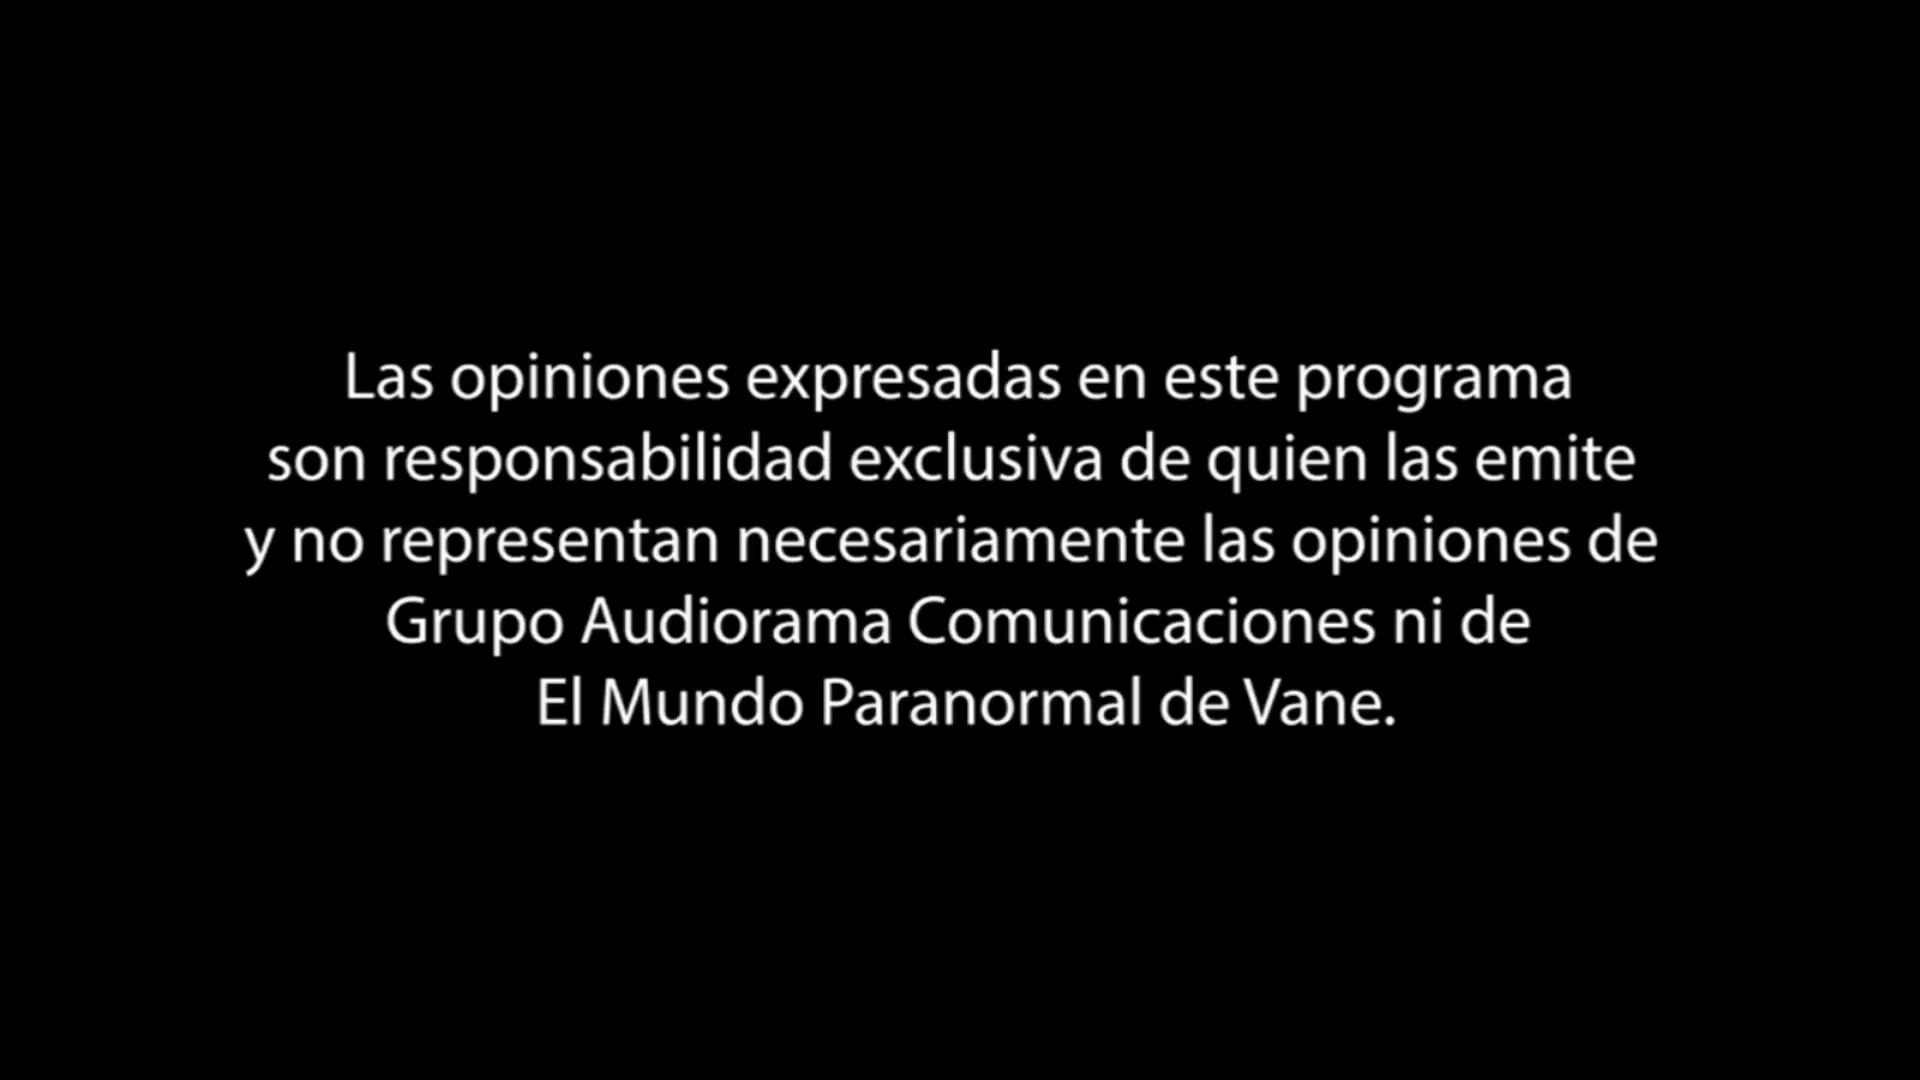 Las opiniones expresadas en este programa
son responsabilidad exclusiva de quien las emite
y no representan necesariamente las opiniones de
Grupo Audiorama Comunicaciones ni de
El Mundo Paranormal de Vane.